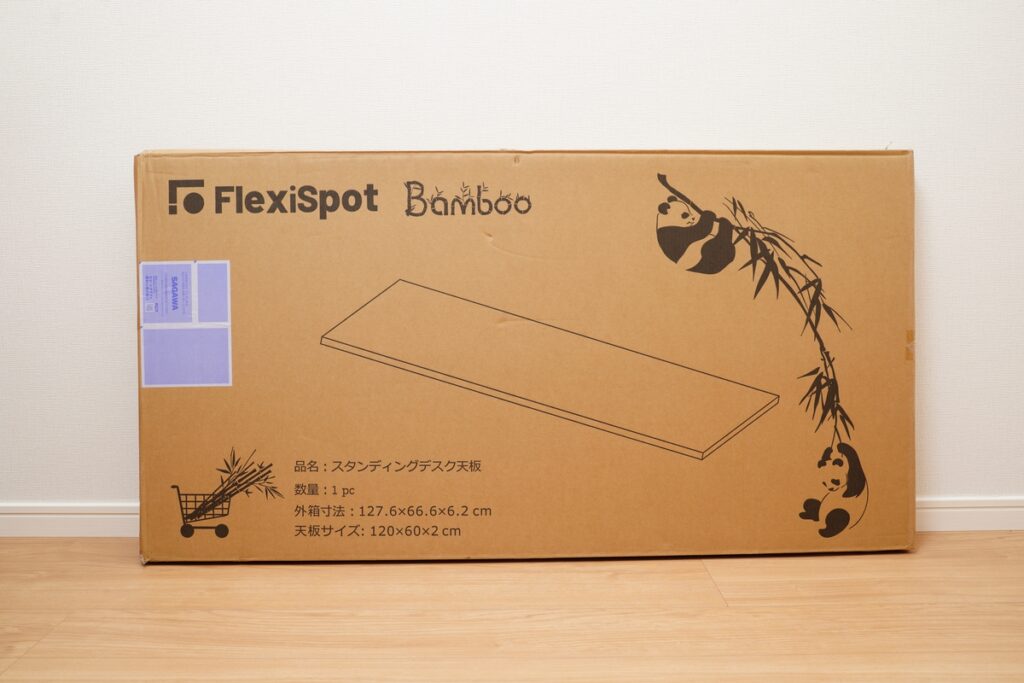 FlexiSpot Bamboo
SAGAWA
品名：スタンディングデスク天板
数量：1 pc
外箱寸法：127.6×66.6×6.2 cm
天板サイズ: 120×60×2 cm